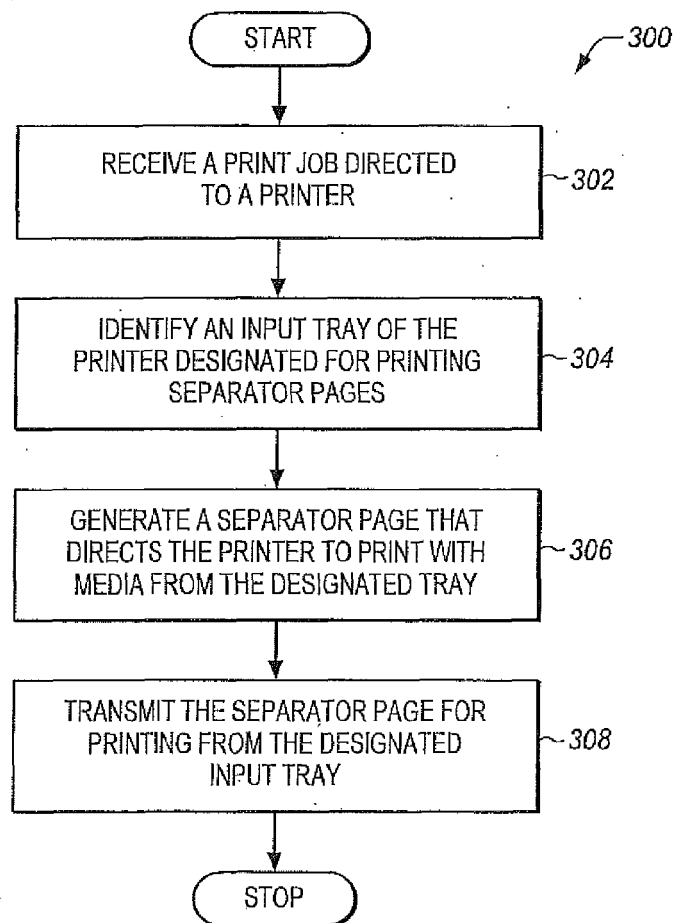 START
300
RECEIVE A PRINT JOB DIRECTED
TO A PRINTER
302
IDENTIFY AN INPUT TRAY OF THE
PRINTER DESIGNATED FOR PRINTING
SEPARATOR PAGES
304
GENERATE A SEPARATOR PAGE THAT
DIRECTS THE PRINTER TO PRINT WITH
MEDIA FROM THE DESIGNATED TRAY
306
TRANSMIT THE SEPARATOR PAGE FOR
PRINTING FROM THE DESIGNATED
INPUT TRAY
308
STOP